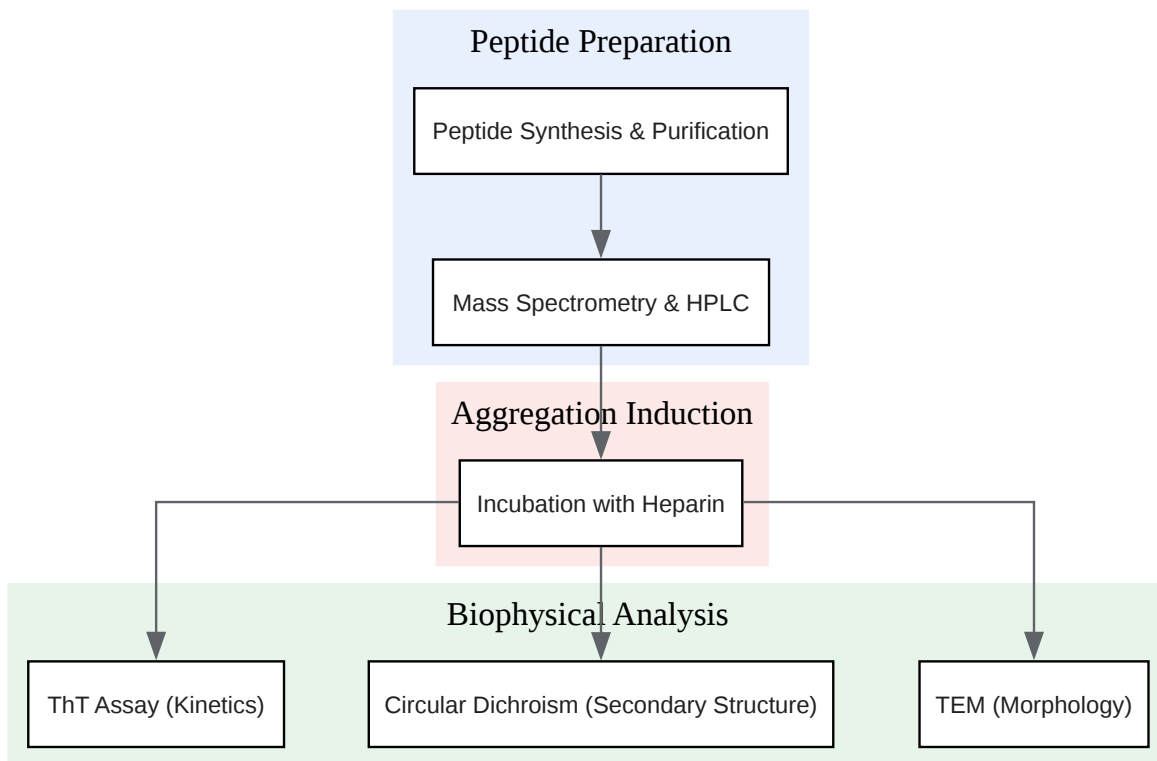 Peptide Preparation
Peptide Synthesis & Purification
Mass Spectrometry & HPLC
Aggregation Induction
Incubation with Heparin
Biophysical Analysis
ThT Assay (Kinetics)
Circular Dichroism (Secondary Structure)
TEM (Morphology)